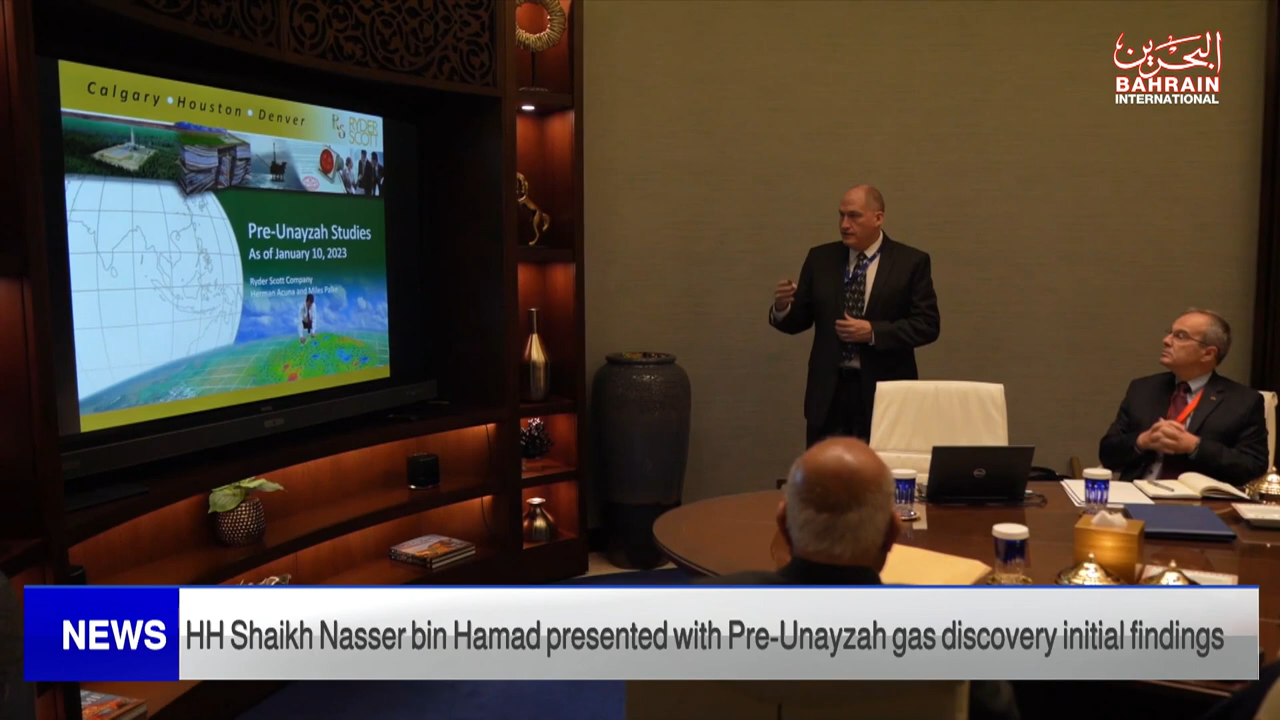 البحرين
BAHRAIN
INTERNATIONAL
Calgary • Houston • Denver
RS RYDER
SCOTT
Pre-Unayzah Studies
As of January 10, 2023
Ryder Scott Company
Herman Acuna and Miles Palke
DELL
NEWS
HH Shaikh Nasser bin Hamad presented with Pre-Unayzah gas discovery initial findings